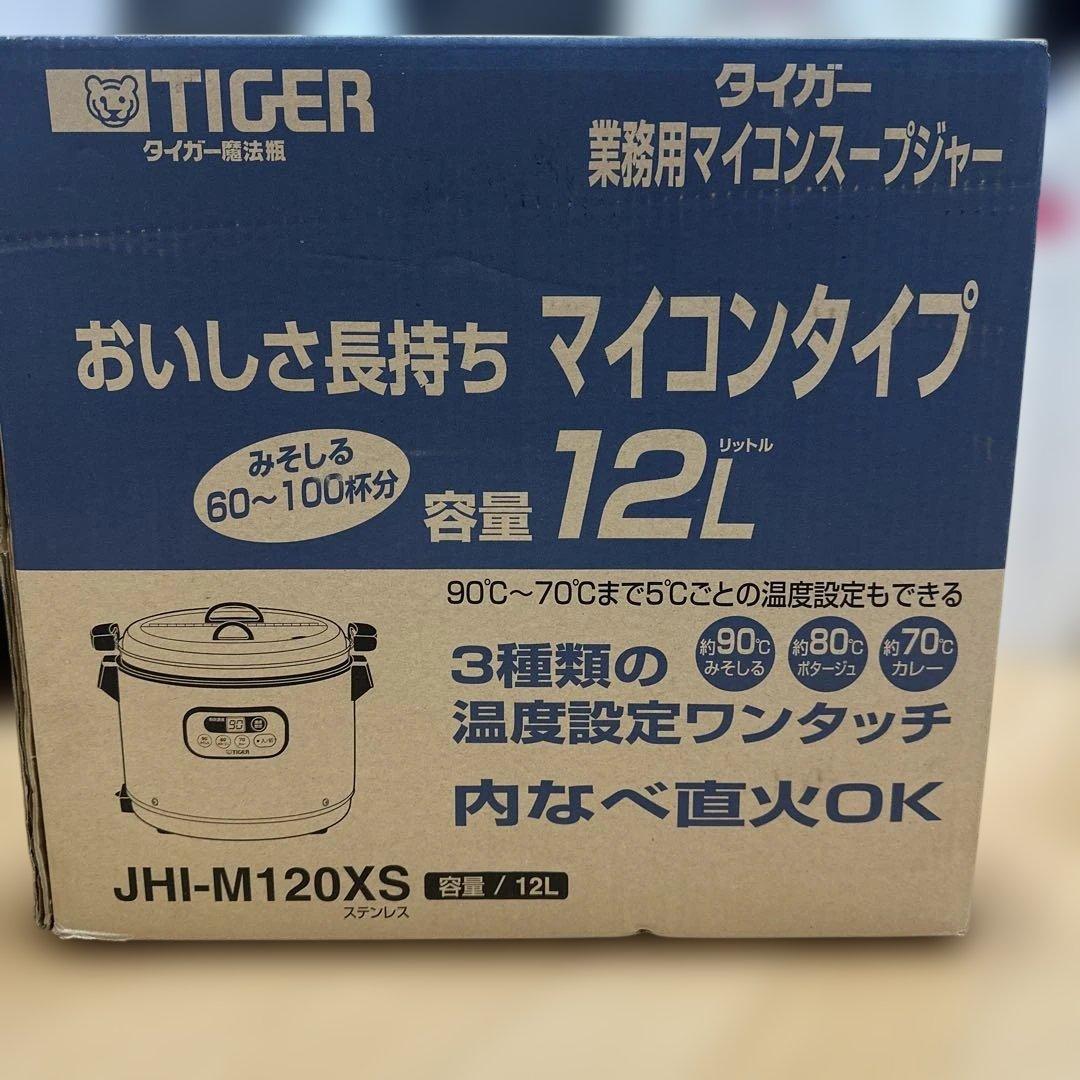 TIGER
タイガー魔法瓶
タイガー
業務用マイコンスープジャー
おいしさ長持ち マイコンタイプ
みそしる
60〜100杯分
容量 12L
リットル
90℃〜70℃まで5℃ごとの温度設定もできる
3種類の
約90℃
みそしる
約80℃
ポタージュ
約70℃
カレー
温度設定ワンタッチ
内なべ直火OK
90
TIGER
JHI-M120XS
ステンレス
容量 / 12L